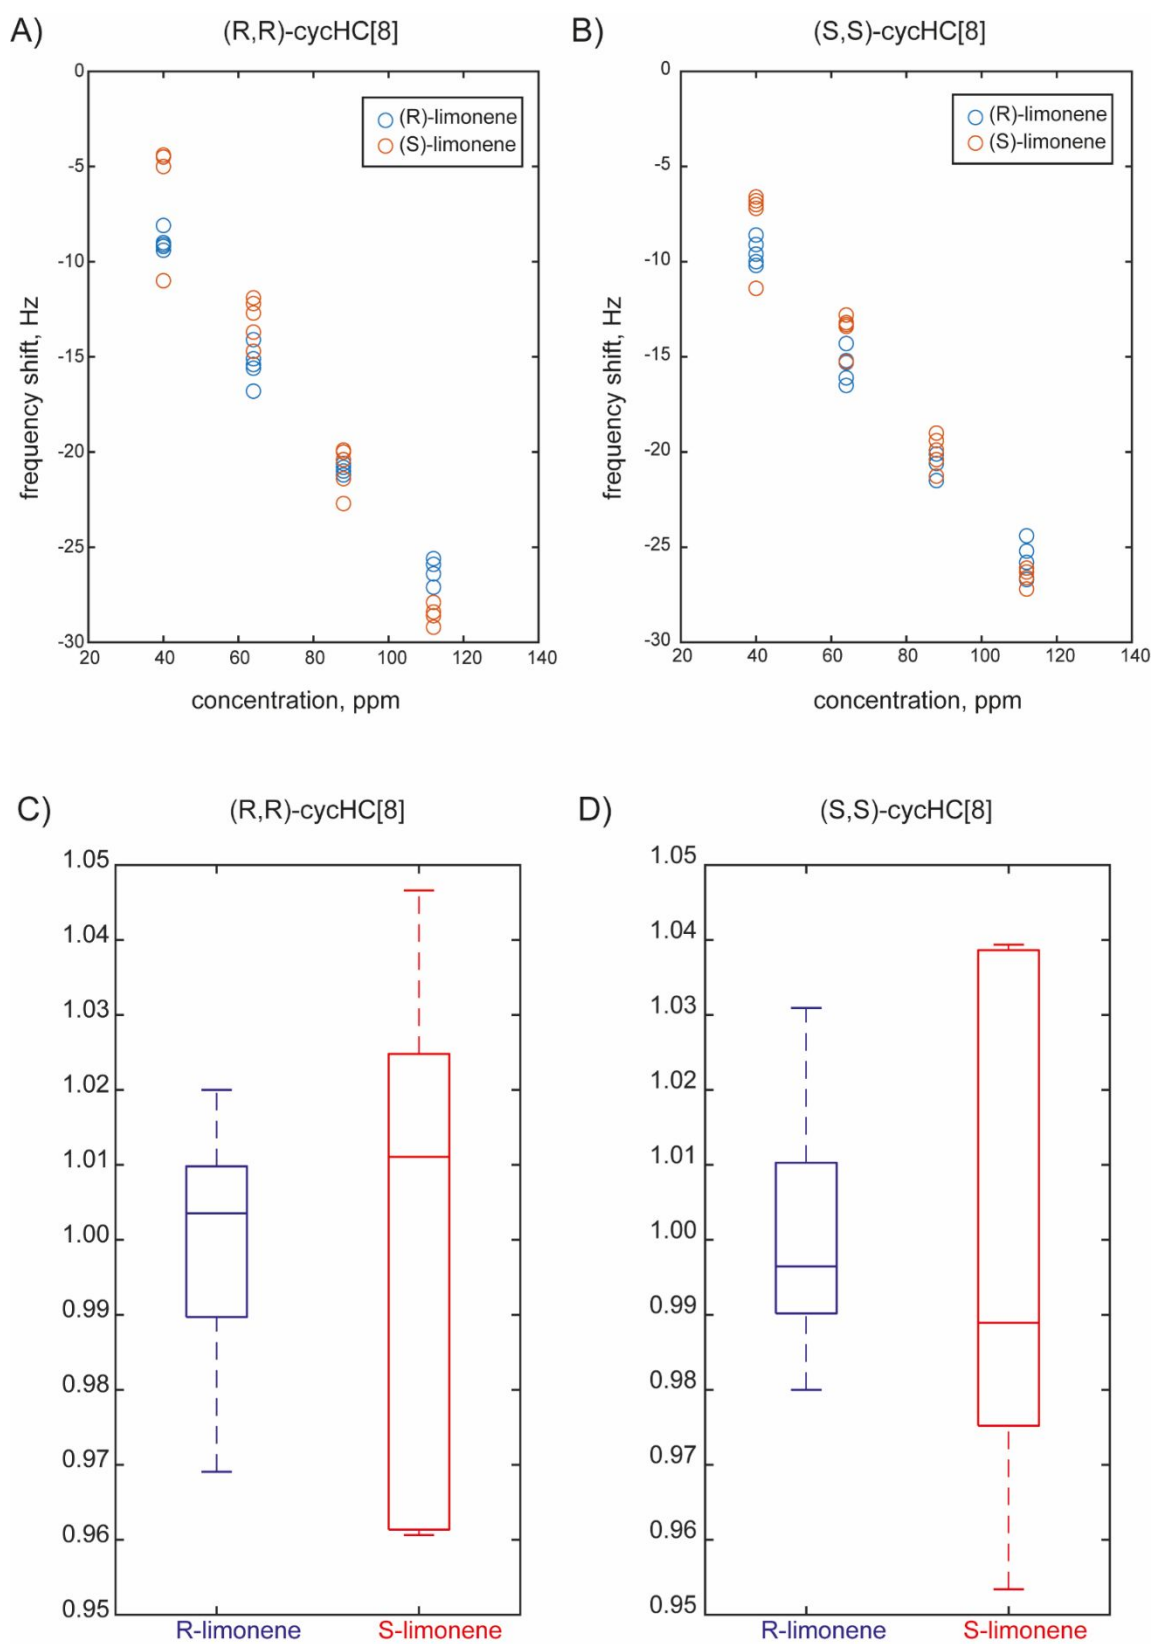 A) (R,R)-cycHC[8]
0
-5
-10
-15
-20
-25
-30
20 40 60 80 100 120 140
frequency shift, Hz
concentration, ppm
(R)-limonene
(S)-limonene
B) (S,S)-cycHC[8]
0
-5
-10
-15
-20
-25
-30
20 40 60 80 100 120 140
frequency shift, Hz
concentration, ppm
(R)-limonene
(S)-limonene
C) (R,R)-cycHC[8]
1.05
1.04
1.03
1.02
1.01
1.00
0.99
0.98
0.97
0.96
0.95
R-limonene S-limonene
D) (S,S)-cycHC[8]
1.05
1.04
1.03
1.02
1.01
1.00
0.99
0.98
0.97
0.96
0.95
R-limonene S-limonene